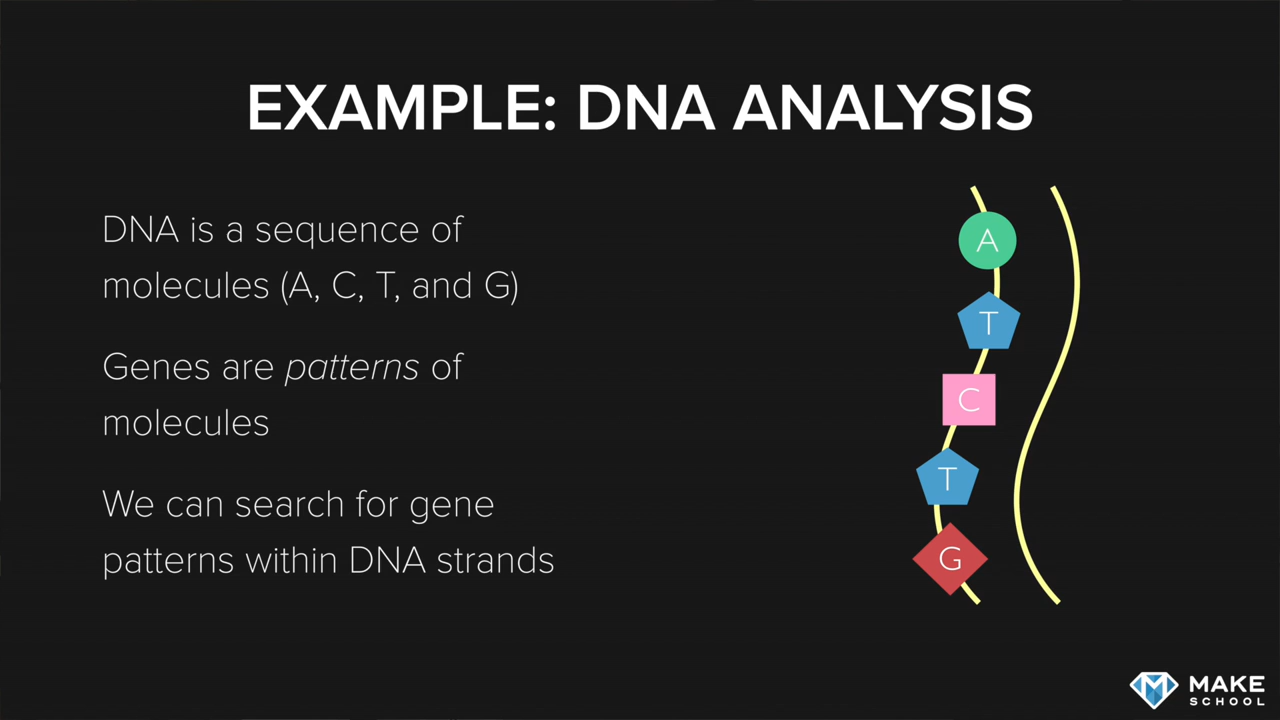 EXAMPLE: DNA ANALYSIS
DNA is a sequence of
molecules (A, C, T, and G)
Genes are patterns of
molecules
We can search for gene
patterns within DNA strands
A
T
C
T
G
MAKE
SCHOOL